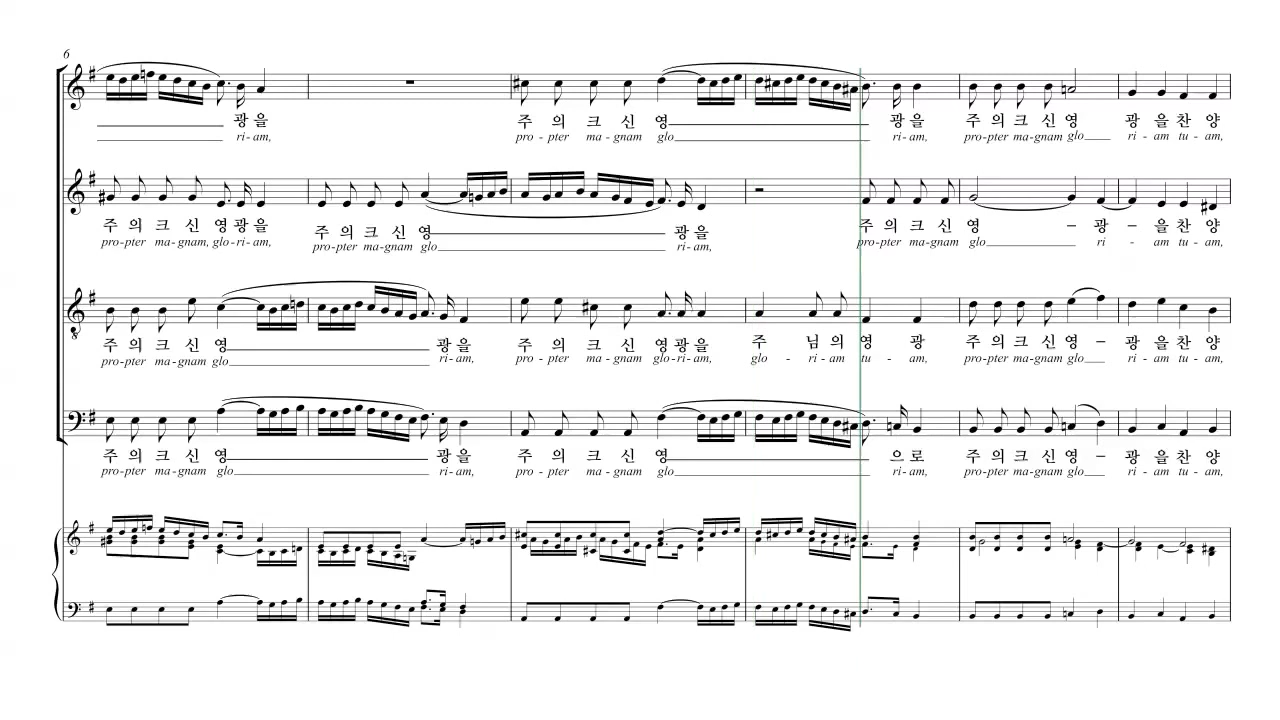 6
광을 주의크신영 광을 주의크신영 광 을찬양
ri-am, pro-pter ma-gnam glo ri-am, pro-pter ma-gnam glo ri-am tu-am,
주의크신영광을 주의크신영 광을 주의크신영 - 광 - 을찬양
pro-pter ma-gnam, glo-ri-am, pro-pter ma-gnam glo ri-am, pro-pter ma-gnam glo ri - am tu-am,
주의크신영 광을 주의크신영광을 주 님의영 광 주의크신영 - 광을찬양
pro-pter ma-gnam glo ri-am, pro-pter ma-gnam glo-ri-am, glo - ri-am tu - am, pro-pter ma-gnam glo ri-am tu-am,
주의크신영 광을 주의크신영 으로 주의크신영 - 광을찬양
pro-pter ma-gnam glo ri-am, pro-pter ma-gnam glo ri-am, pro-pter ma-gnam glo ri-am tu-am,